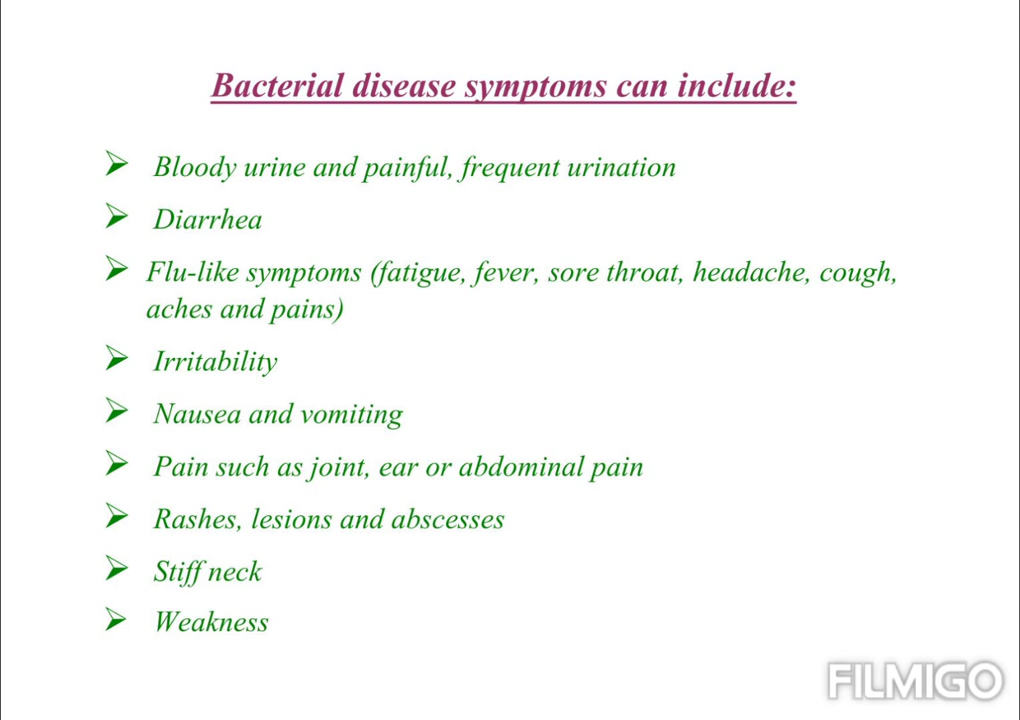 Bacterial disease symptoms can include:
➢ Bloody urine and painful, frequent urination
➢ Diarrhea
➢ Flu-like symptoms (fatigue, fever, sore throat, headache, cough,
aches and pains)
➢ Irritability
➢ Nausea and vomiting
➢ Pain such as joint, ear or abdominal pain
➢ Rashes, lesions and abscesses
➢ Stiff neck
➢ Weakness
FILMIGO